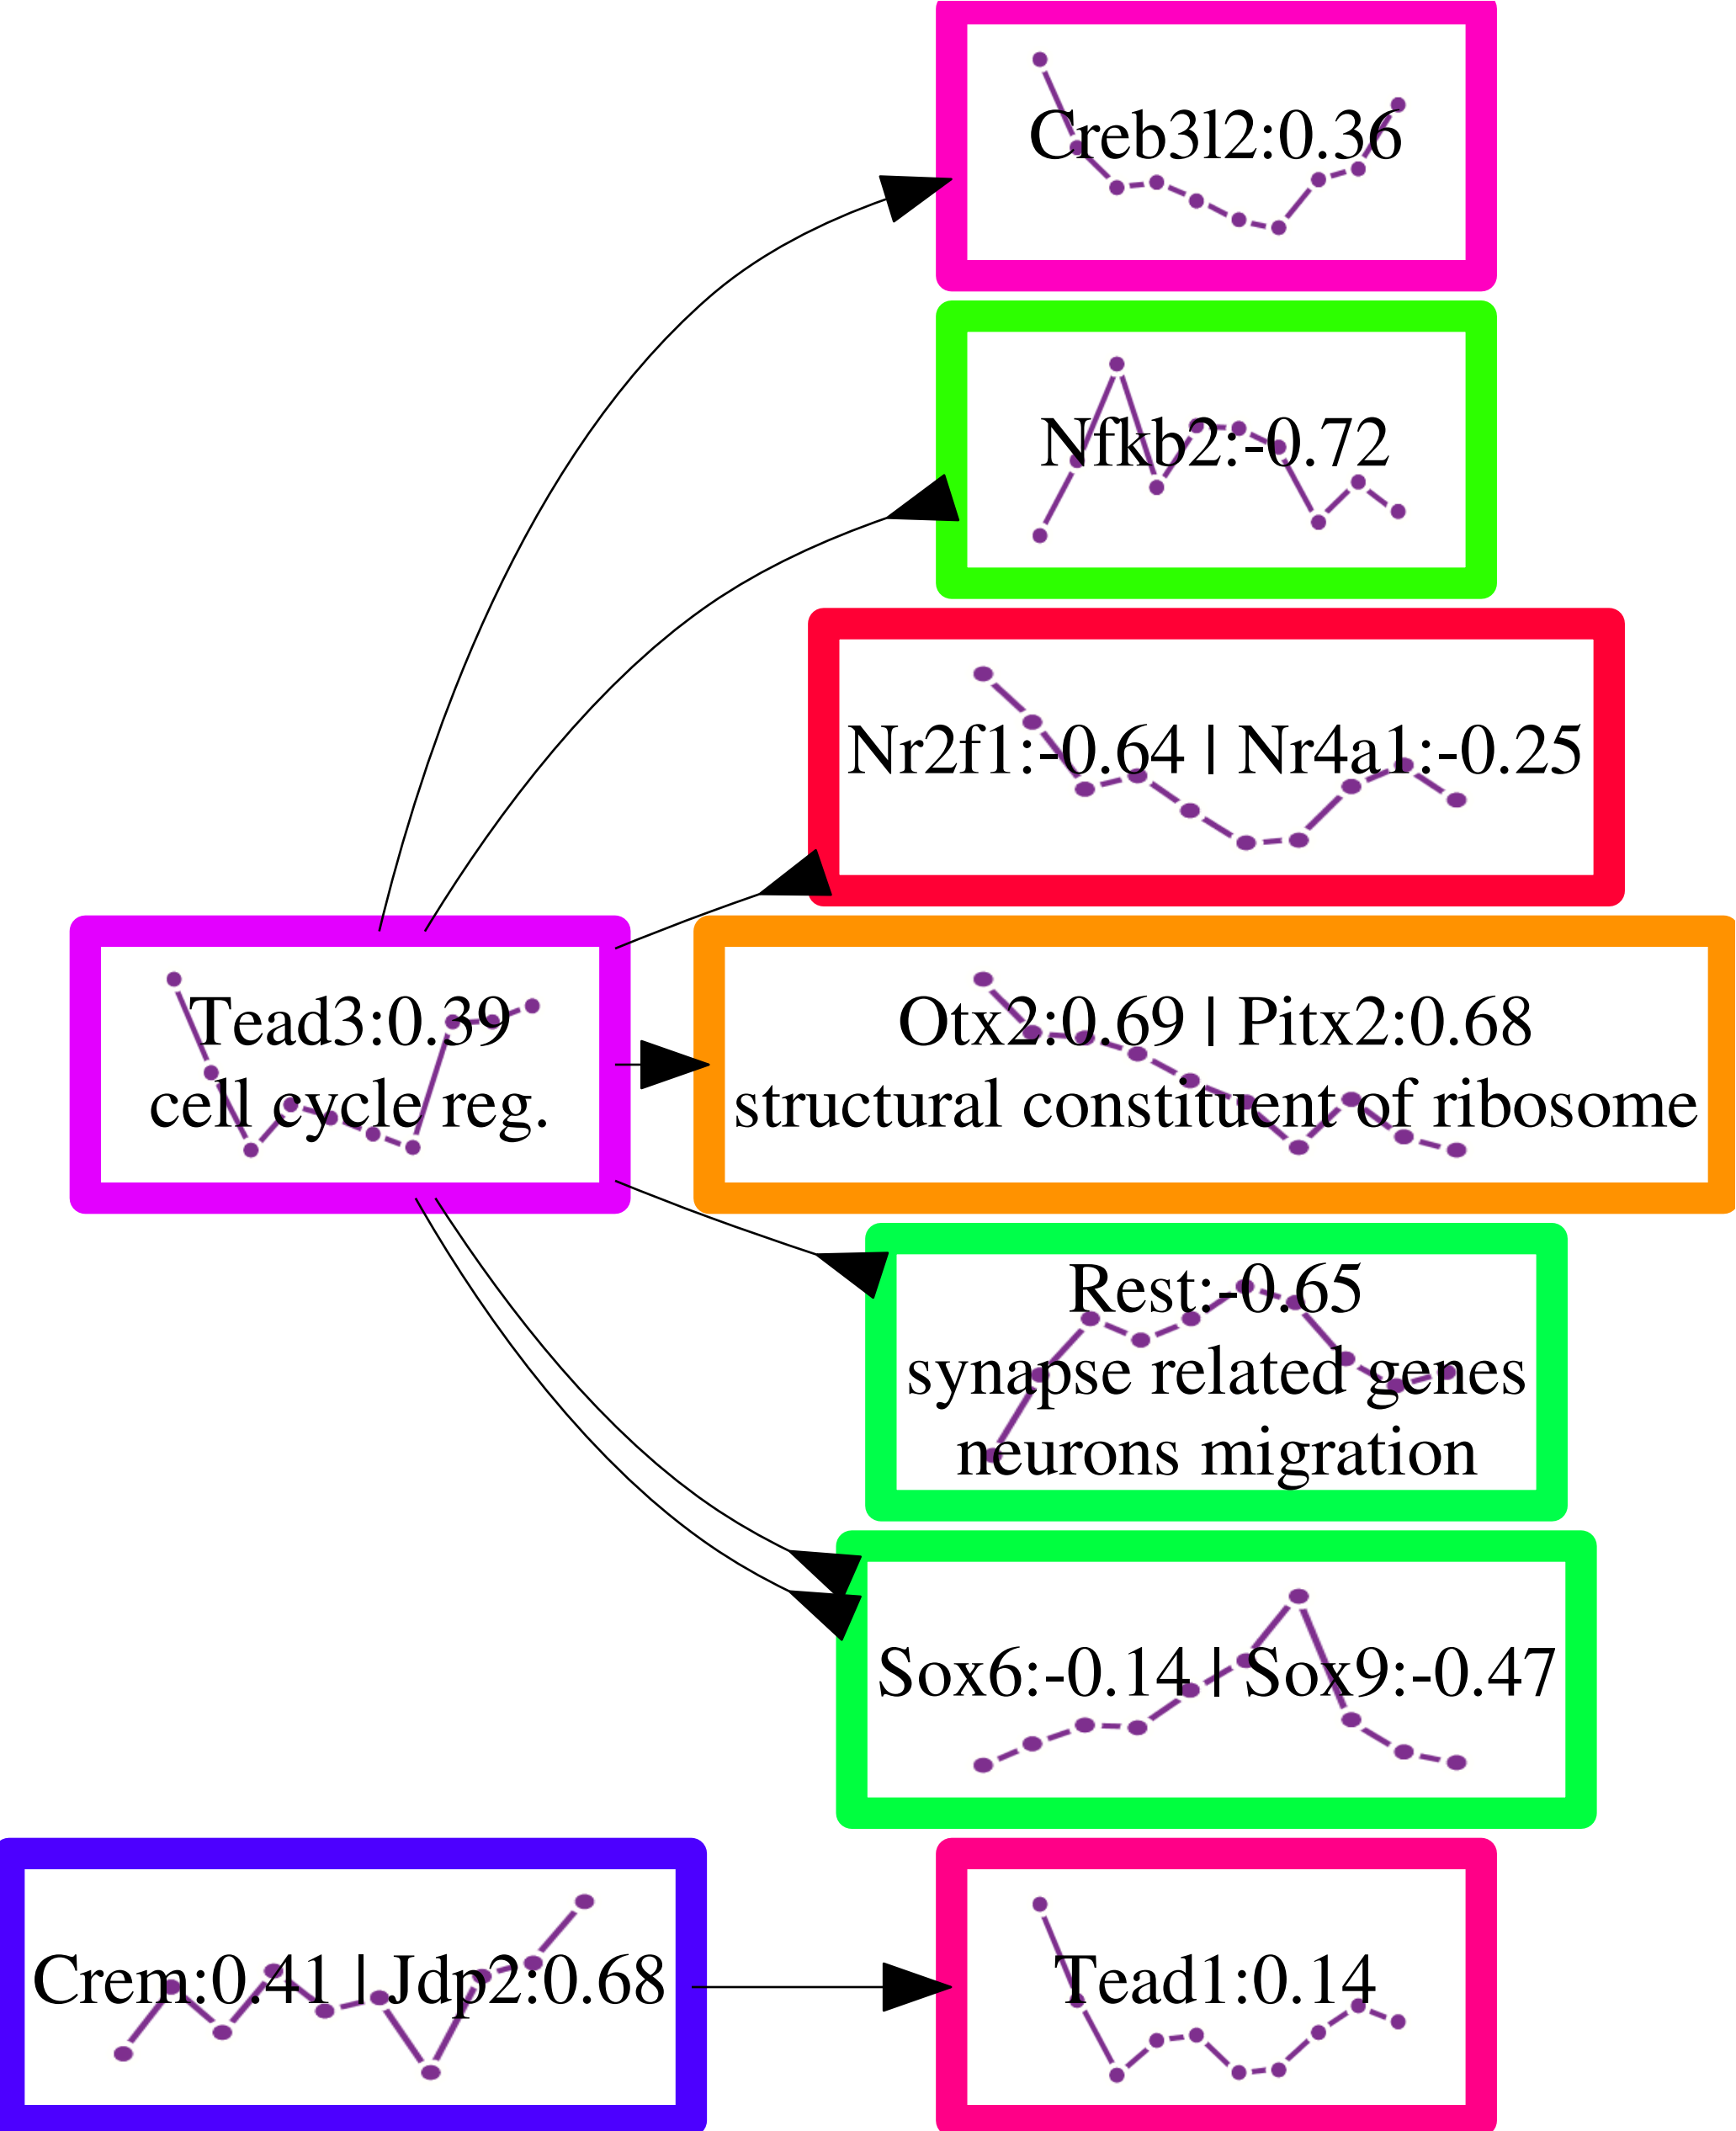 Creb3l2:0.36
Nfkb2:-0.72
Nr2f1:-0.64 | Nr4a1:-0.25
Tead3:0.39
cell cycle reg.
Otx2:0.69 | Pitx2:0.68
structural constituent of ribosome
Rest:-0.65
synapse related genes
neurons migration
Sox6:-0.14 | Sox9:-0.47
Crem:0.41 | Jdp2:0.68
Tead1:0.14